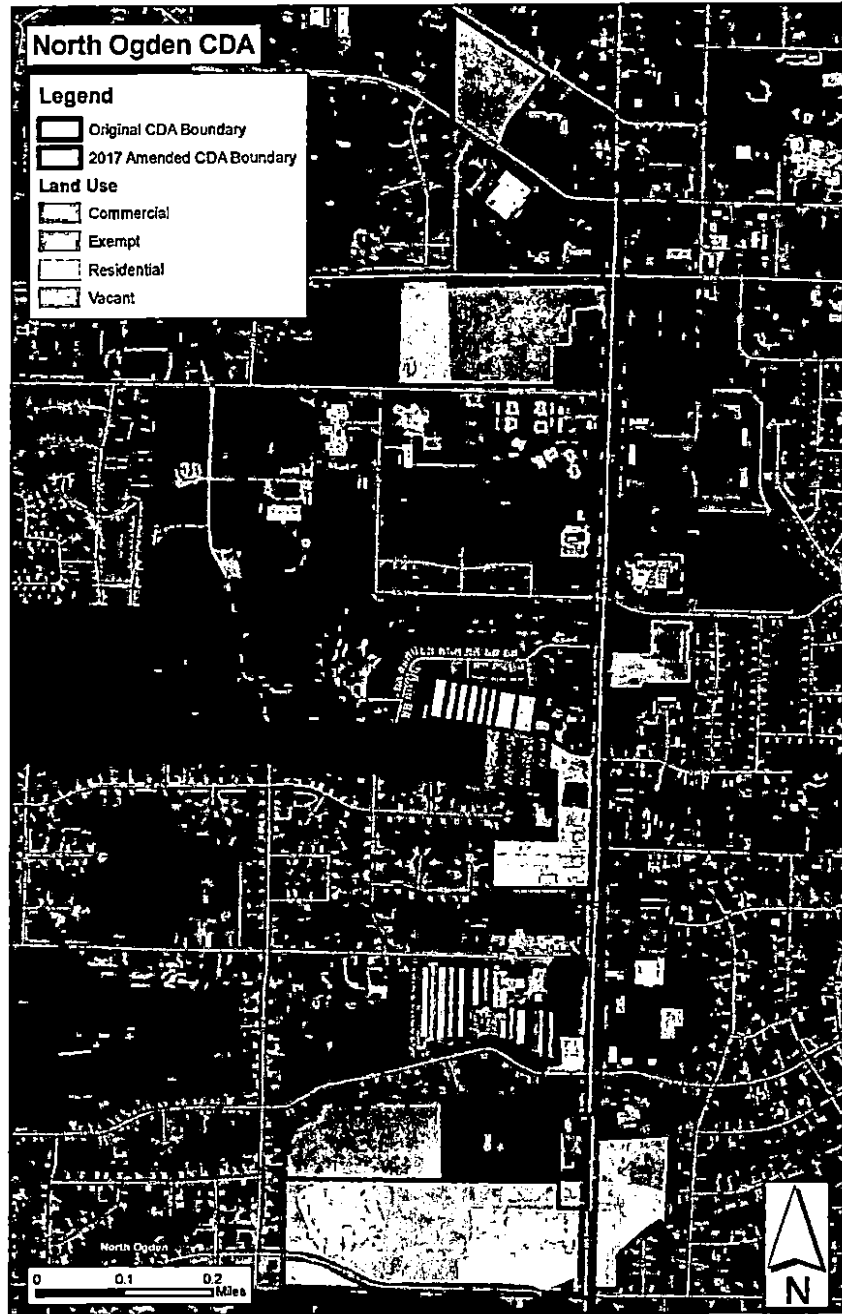 North Ogden CDA
Legend
Original CDA Boundary
2017 Amended CDA Boundary
Land Use
Commercial
Exempt
Residential
Vacant
North Ogden
0 0.1 0.2
Miles
N